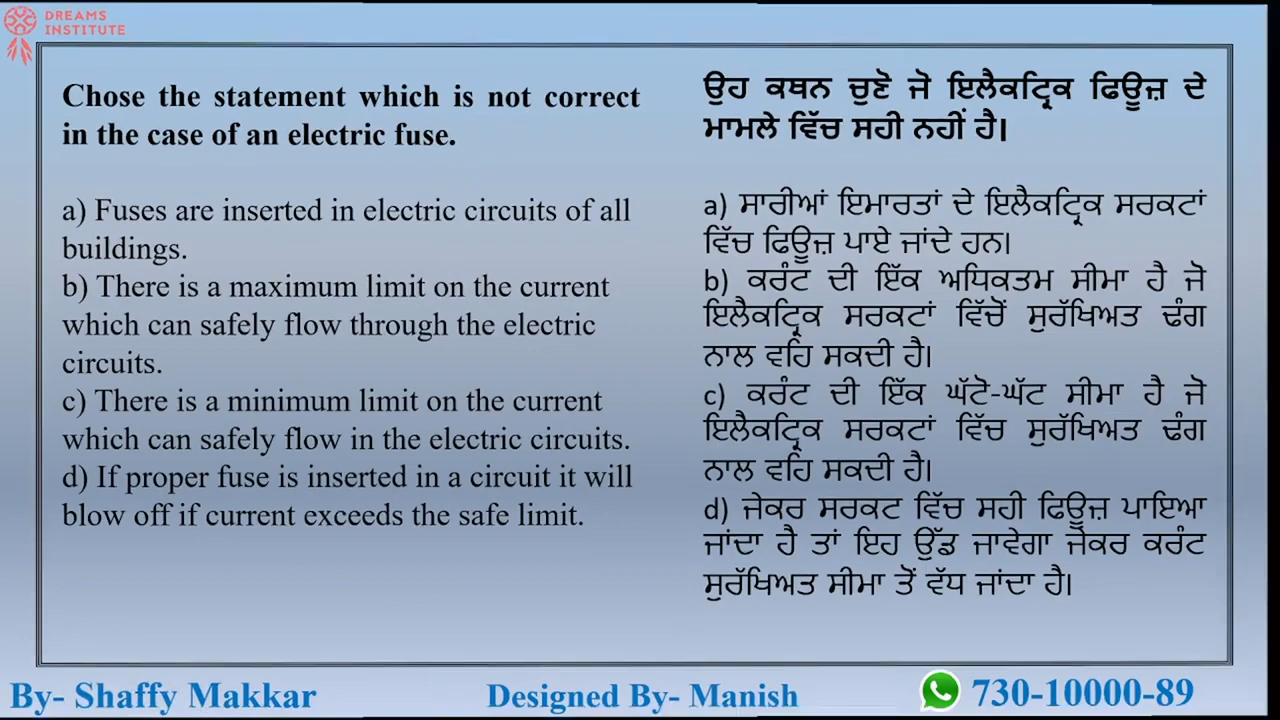 DREAMS
INSTITUTE
Chose the statement which is not correct
in the case of an electric fuse.
a) Fuses are inserted in electric circuits of all
buildings.
b) There is a maximum limit on the current
which can safely flow through the electric
circuits.
c) There is a minimum limit on the current
which can safely flow in the electric circuits.
d) If proper fuse is inserted in a circuit it will
blow off if current exceeds the safe limit.
ਉਹ ਕਥਨ ਚੁਣੋ ਜੋ ਇਲੈਕਟ੍ਰਿਕ ਫਿਊਜ਼ ਦੇ
ਮਾਮਲੇ ਵਿੱਚ ਸਹੀ ਨਹੀਂ ਹੈ।
a) ਸਾਰੀਆਂ ਇਮਾਰਤਾਂ ਦੇ ਇਲੈਕਟ੍ਰਿਕ ਸਰਕਟਾਂ
ਵਿੱਚ ਫਿਊਜ਼ ਪਾਏ ਜਾਂਦੇ ਹਨ।
b) ਕਰੰਟ ਦੀ ਇੱਕ ਅਧਿਕਤਮ ਸੀਮਾ ਹੈ ਜੋ
ਇਲੈਕਟ੍ਰਿਕ ਸਰਕਟਾਂ ਵਿੱਚੋਂ ਸੁਰੱਖਿਅਤ ਢੰਗ
ਨਾਲ ਵਹਿ ਸਕਦੀ ਹੈ।
c) ਕਰੰਟ ਦੀ ਇੱਕ ਘੱਟੋ-ਘੱਟ ਸੀਮਾ ਹੈ ਜੋ
ਇਲੈਕਟ੍ਰਿਕ ਸਰਕਟਾਂ ਵਿੱਚ ਸੁਰੱਖਿਅਤ ਢੰਗ
ਨਾਲ ਵਹਿ ਸਕਦੀ ਹੈ।
d) ਜੇਕਰ ਸਰਕਟ ਵਿੱਚ ਸਹੀ ਫਿਊਜ਼ ਪਾਇਆ
ਜਾਂਦਾ ਹੈ ਤਾਂ ਇਹ ਉੱਡ ਜਾਵੇਗਾ ਜੇਕਰ ਕਰੰਟ
ਸੁਰੱਖਿਅਤ ਸੀਮਾ ਤੋਂ ਵੱਧ ਜਾਂਦਾ ਹੈ।
By- Shaffy Makkar
Designed By- Manish
730-10000-89